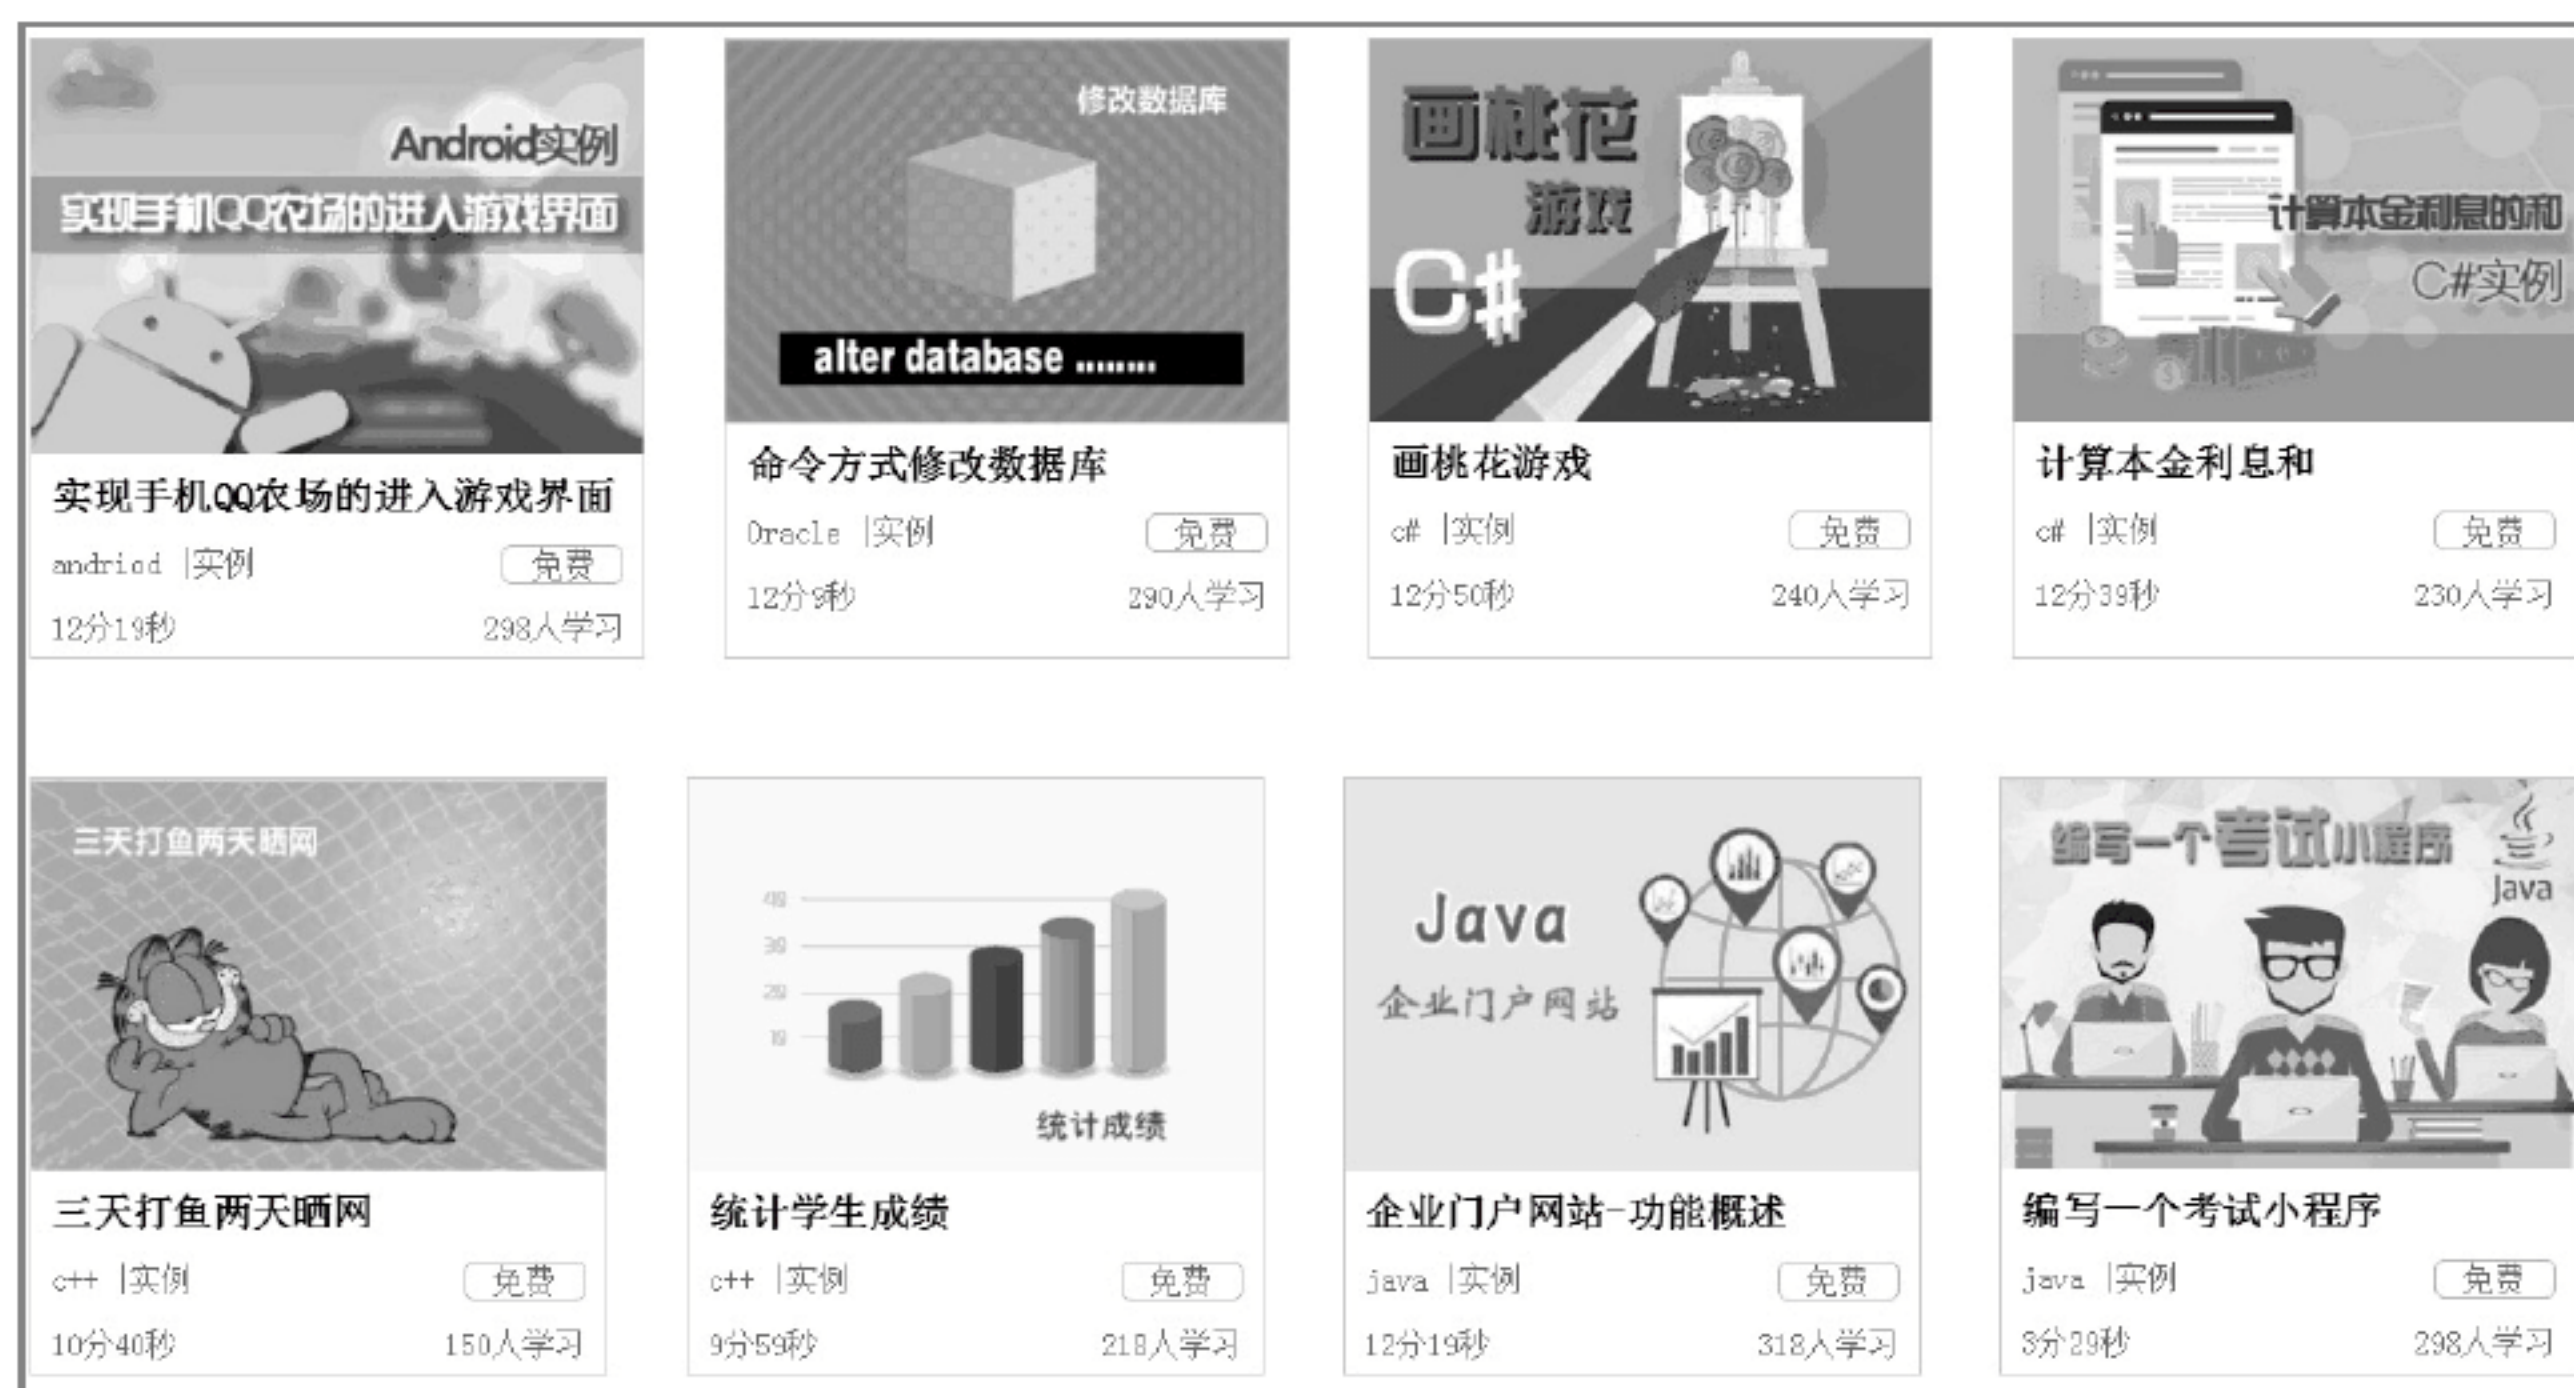 Android实例
实现手机QQ农场的进入游戏界面
实现手机QQ农场的进入游戏界面
andriod |实例
免费
12分19秒
298人学习
修改数据库
alter database ........
命令方式修改数据库
Oracle |实例
免费
12分9秒
290人学习
画桃花
游戏
C#
画桃花游戏
c# |实例
免费
12分50秒
240人学习
计算本金利息的和
C#实例
计算本金利息和
c# |实例
免费
12分39秒
230人学习
三天打鱼两天晒网
三天打鱼两天晒网
c++ |实例
免费
10分40秒
150人学习
40
30
20
10
统计成绩
统计学生成绩
c++ |实例
免费
9分59秒
218人学习
Java
企业门户网站
企业门户网站-功能概述
java |实例
免费
12分19秒
318人学习
编写一个考试小程序
Java
编写一个考试小程序
java |实例
免费
3分29秒
298人学习